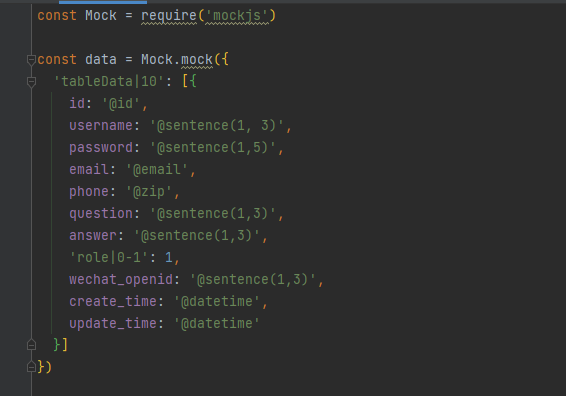 const Mock = require('mockjs')
const data = Mock.mock({
  'tableData|10': [{
    id: '@id',
    username: '@sentence(1, 3)',
    password: '@sentence(1,5)',
    email: '@email',
    phone: '@zip',
    question: '@sentence(1,3)',
    answer: '@sentence(1,3)',
    'role|0-1': 1,
    wechat_openid: '@sentence(1,3)',
    create_time: '@datetime',
    update_time: '@datetime'
  }]
})